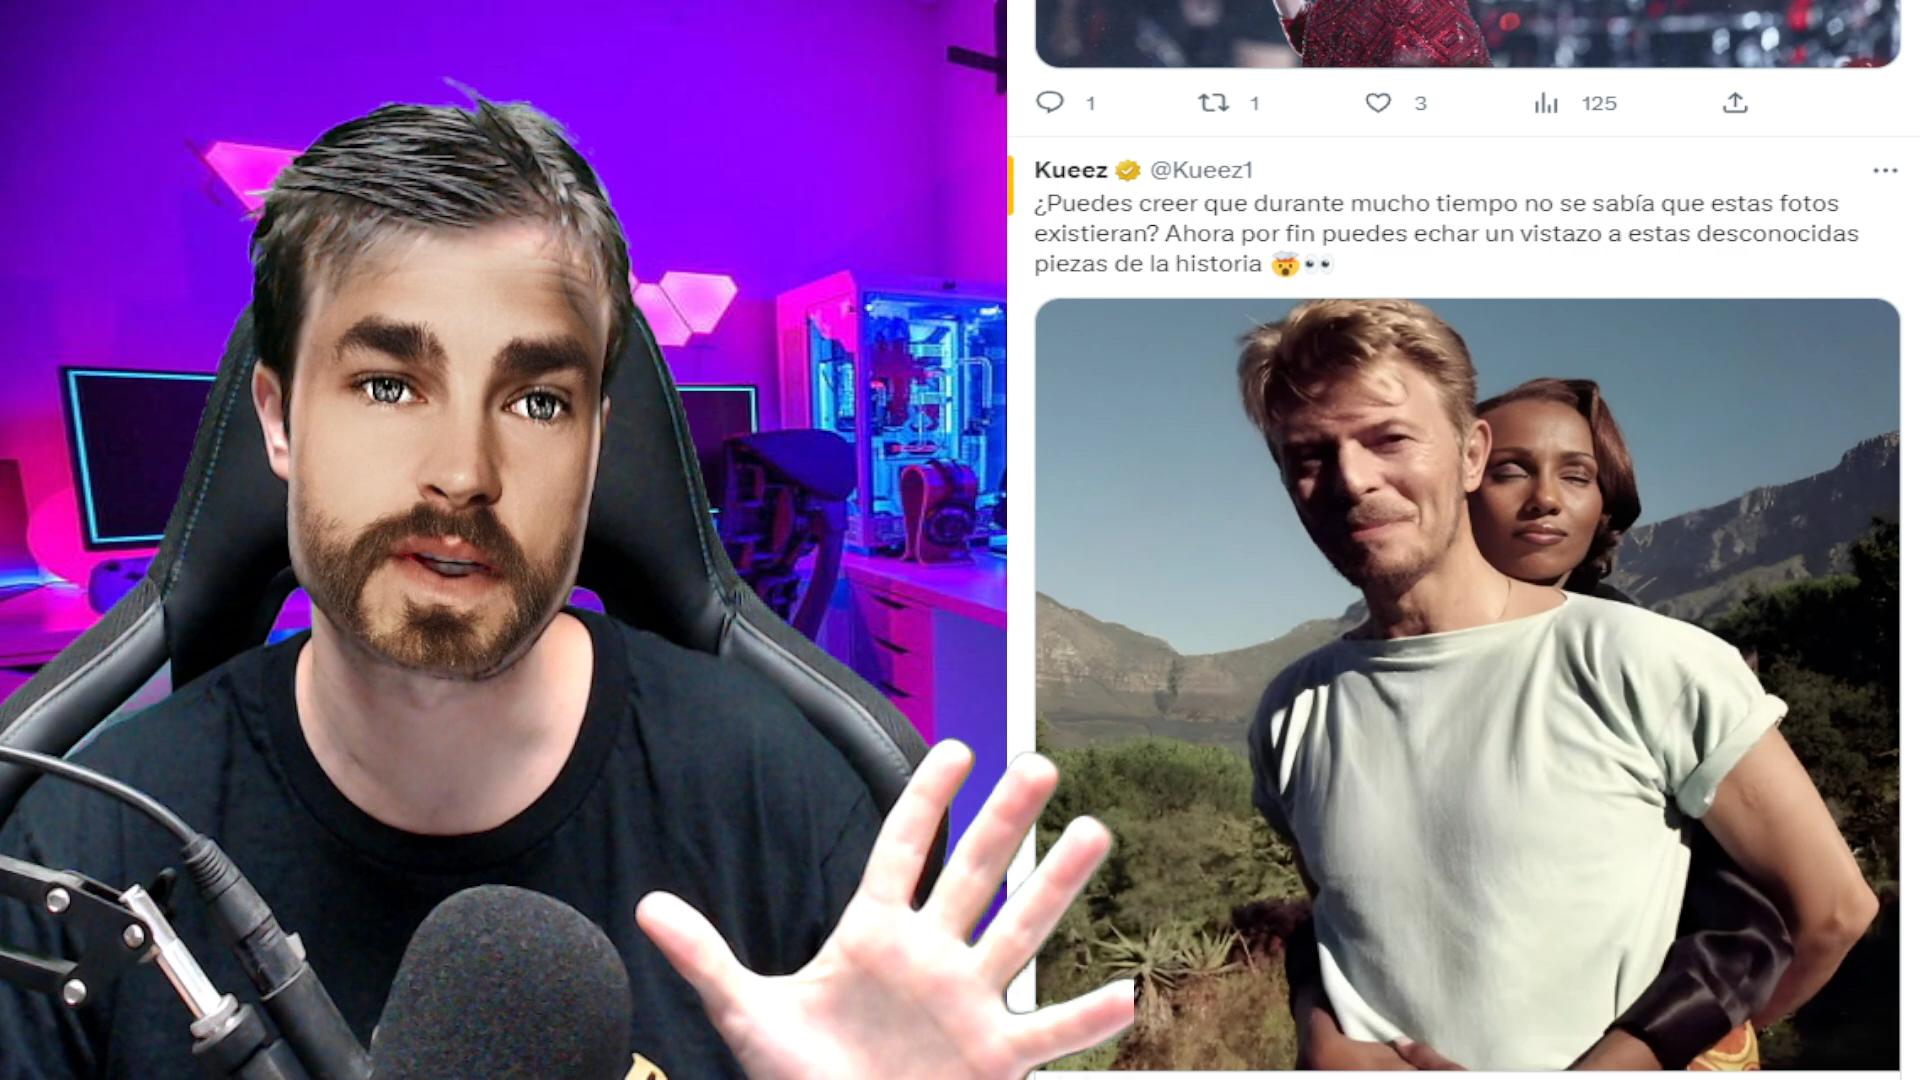 1 1 3 125
Kueez @Kueez1
¿Puedes creer que durante mucho tiempo no se sabía que estas fotos
existieran? Ahora por fin puedes echar un vistazo a estas desconocidas
piezas de la historia 🤯👀